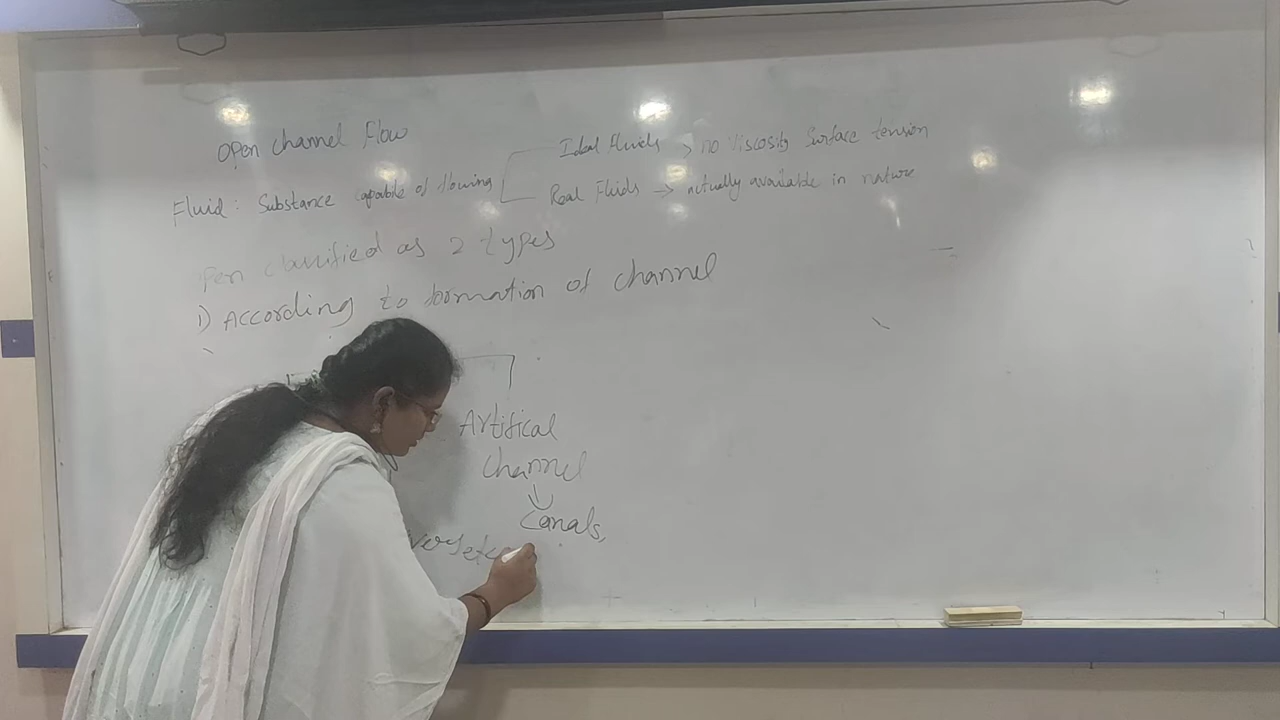 Open channel Flow
Ideal Fluids > no Viscosity Surface tension
Fluid: Substance capable of flowing
Real Fluids → actually available in nature
Open classified as 2 types
1) According to formation of channel
Artifical
channel
Canals,